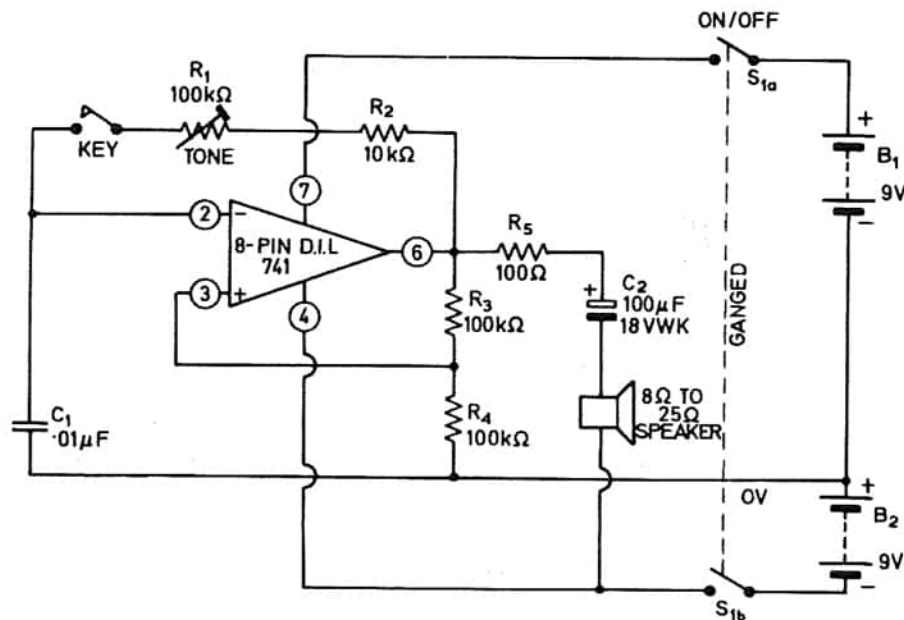 ON/OFF
S1a
R1
100kΩ
TONE
KEY
R2
10kΩ
+
B1
9V
−
7
2
−
8-PIN D.I.L
741
6
3
+
4
R5
100Ω
+
C2
100µF
18VWK
GANGED
R3
100kΩ
8Ω TO
25Ω
SPEAKER
C1
·01µF
R4
100kΩ
0V
+
B2
9V
−
S1b